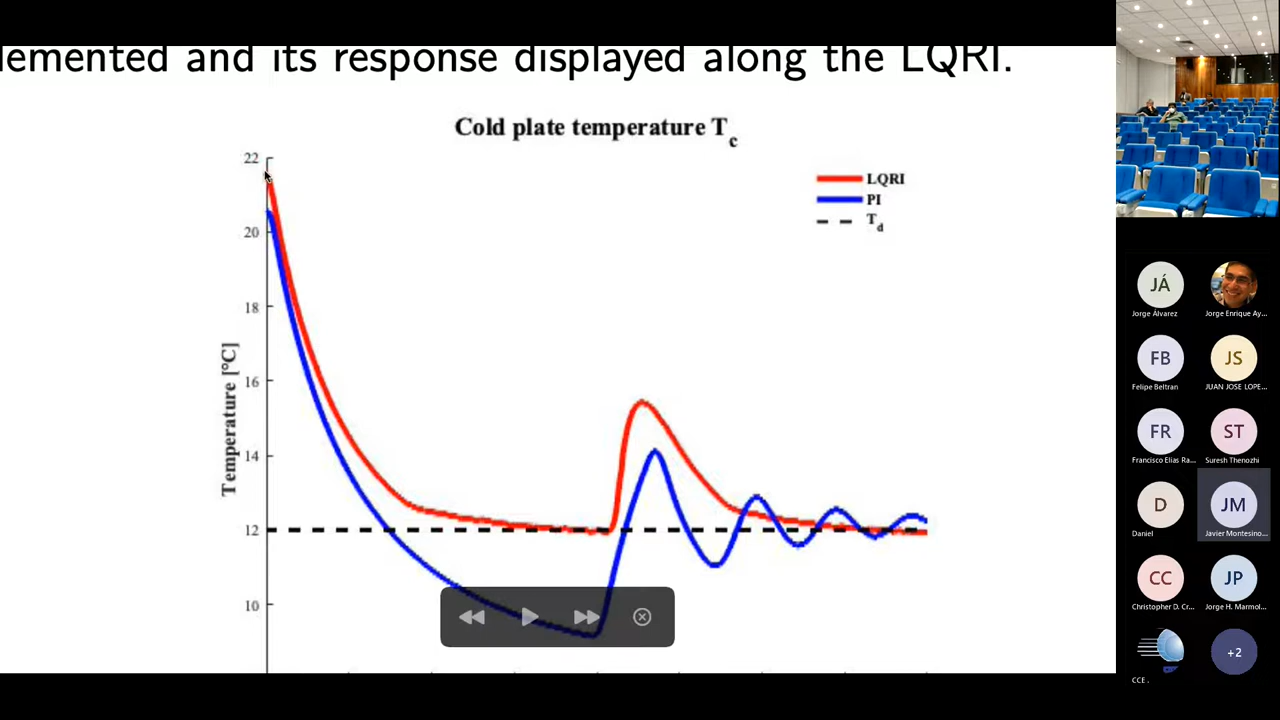 lemented and its response displayed along the LQRI.
Cold plate temperature T_c
LQRI
PI
T_d
Temperature [°C]
22
20
18
16
14
12
10
JÁ
Jorge Álvarez
Jorge Enrique Ay...
FB
Felipe Beltran
JS
JUAN JOSE LOPE...
FR
Francisco Elias Ra...
ST
Suresh Thenozhi
D
Daniel
JM
Javier Montesino...
CC
Christopher D. Cr...
JP
Jorge H. Marmol...
CCE .
+2